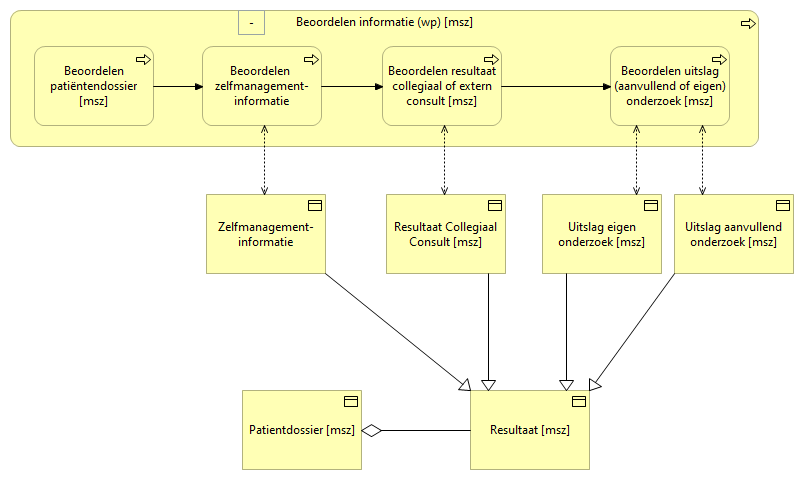 -
Beoordelen informatie (wp) [msz]
Beoordelen
patiëntendossier
[msz]
Beoordelen
zelfmanagement-
informatie
Beoordelen resultaat
collegiaal of extern
consult [msz]
Beoordelen uitslag
(aanvullend of eigen)
onderzoek [msz]
Zelfmanagement-
informatie
Resultaat Collegiaal
Consult [msz]
Uitslag eigen
onderzoek [msz]
Uitslag aanvullend
onderzoek [msz]
Patientdossier [msz]
Resultaat [msz]